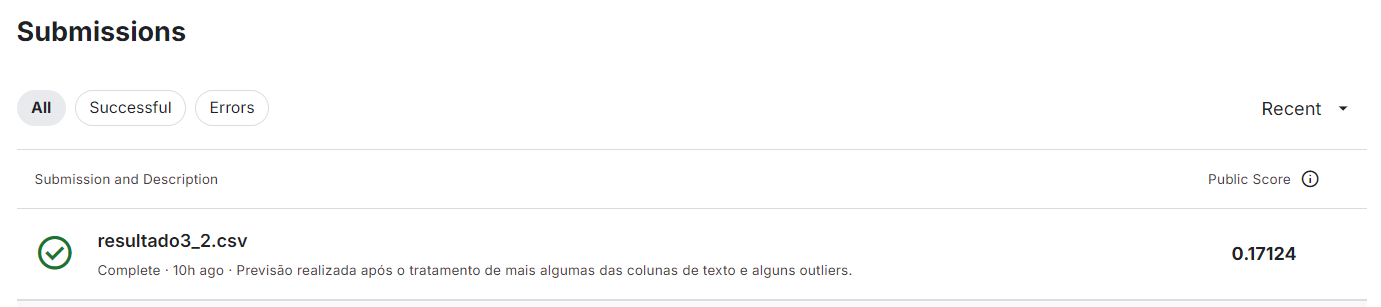 Submissions
All Successful Errors Recent
Submission and Description Public Score
resultado3_2.csv
Complete · 10h ago · Previsão realizada após o tratamento de mais algumas das colunas de texto e alguns outliers.
0.17124